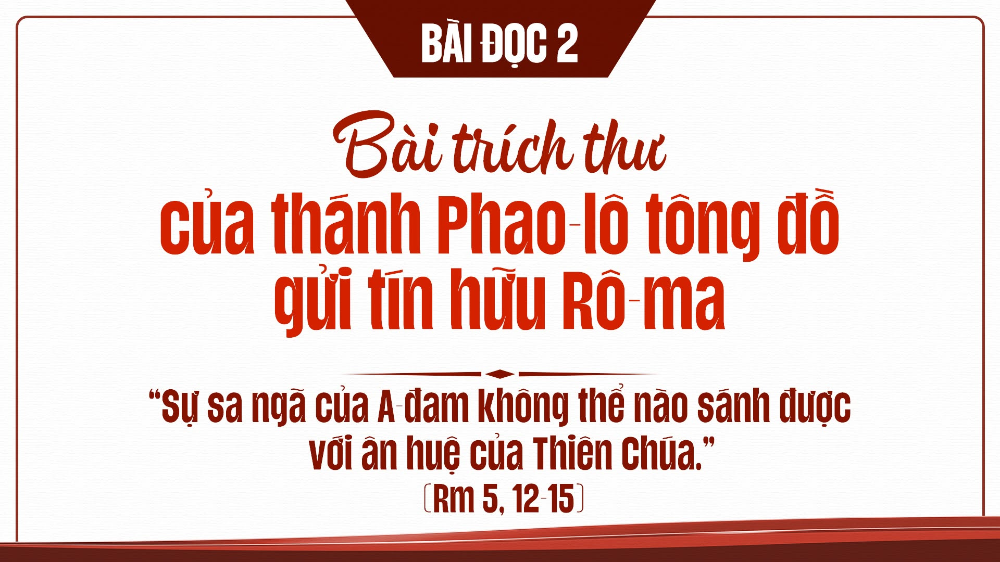 BÀI ĐỌC 2
Bài trích thư
của thánh Phao-lô tông đồ
gửi tín hữu Rô-ma
“Sự sa ngã của A-đam không thể nào sánh được
với ân huệ của Thiên Chúa.”
(Rm 5, 12-15)